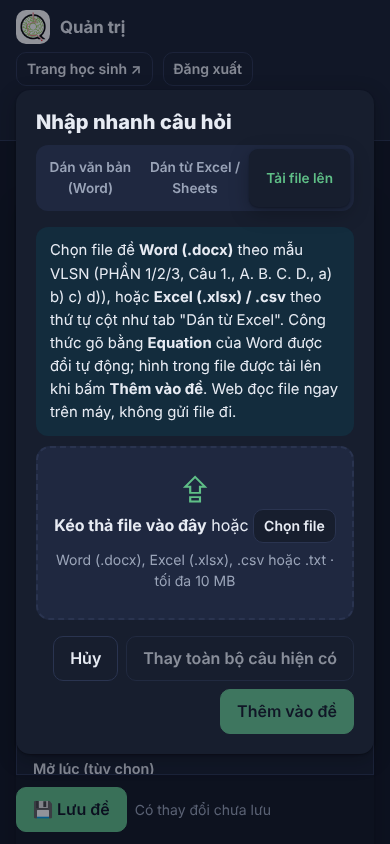 Quản trị
Trang học sinh ↗ Đăng xuất
Nhập nhanh câu hỏi
Dán văn bản (Word)
Dán từ Excel / Sheets
Tải file lên
Chọn file đề Word (.docx) theo mẫu
VLSN (PHẦN 1/2/3, Câu 1., A. B. C. D., a)
b) c) d)), hoặc Excel (.xlsx) / .csv theo
thứ tự cột như tab "Dán từ Excel". Công
thức gõ bằng Equation của Word được
đổi tự động; hình trong file được tải lên
khi bấm Thêm vào đề. Web đọc file ngay
trên máy, không gửi file đi.
Kéo thả file vào đây hoặc Chọn file
Word (.docx), Excel (.xlsx), .csv hoặc .txt ·
tối đa 10 MB
Hủy Thay toàn bộ câu hiện có
Thêm vào đề
Mở lúc (tùy chọn)
💾 Lưu đề Có thay đổi chưa lưu